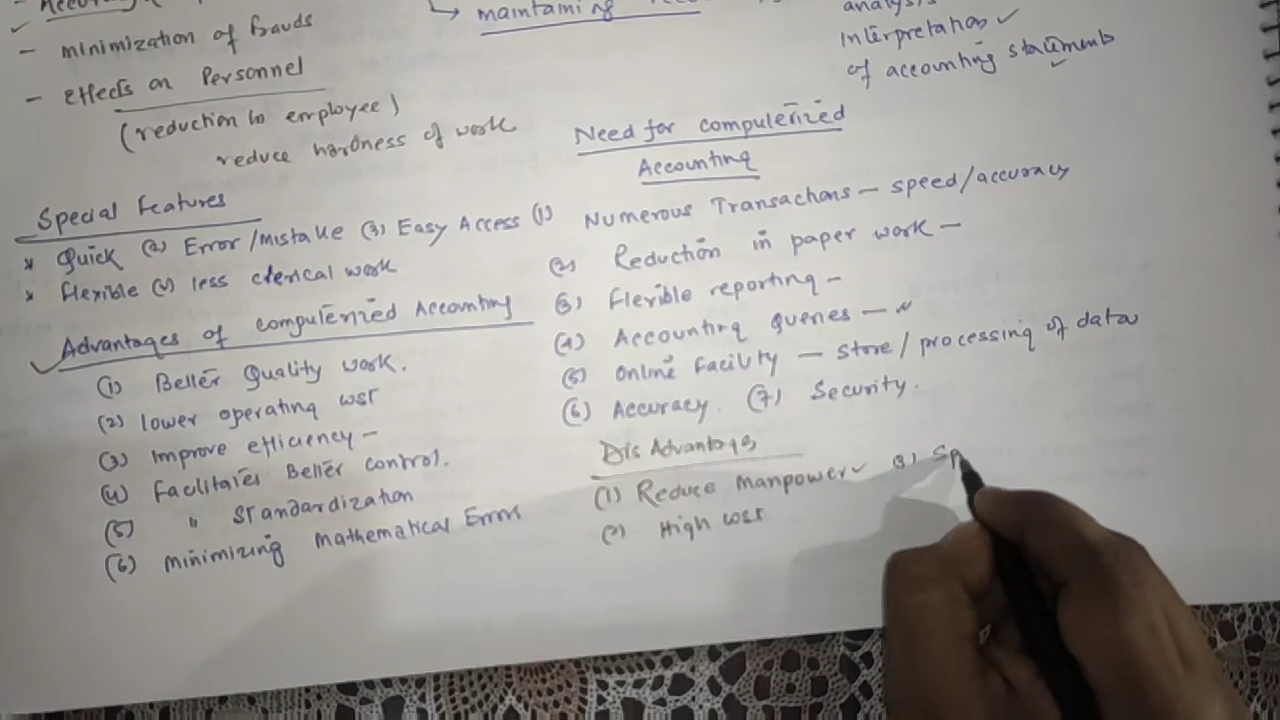 - minimization of frauds
- effects on Personnel
(reduction to employee)
reduce hardness of work
Special Features
* Quick (2) Error/mistake (3) Easy Access
* Flexible (4) less clerical work
Advantages of computerized Accounting
(1) Better Quality work.
(2) lower operating cost
(3) Improve efficiency -
(4) Facilitates Better control.
(5) " Standardization
(6) minimizing mathematical Errors
maintaining
Interpretation
of accounting statements
Need for computerized
Accounting
(1) Numerous Transactions - speed/accuracy
(2) Reduction in paper work -
(3) Flexible reporting -
(4) Accounting queries -
(5) Online Facility - store/processing of data
(6) Accuracy. (7) Security.
DisAdvantages
(1) Reduce Manpower (3) Sp
(2) High cost